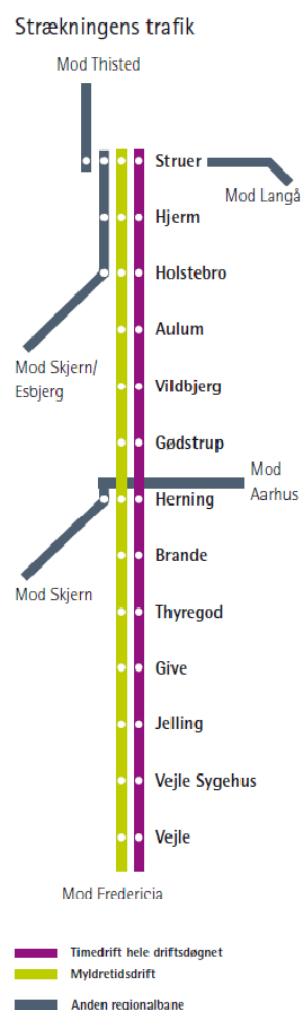 Strækningens trafik
Mod Thisted
Struer
Mod Langå
Hjerm
Holstebro
Aulum
Mod Skjern/
Esbjerg
Vildbjerg
Gødstrup
Mod
Aarhus
Herning
Brande
Mod Skjern
Thyregod
Give
Jelling
Vejle Sygehus
Vejle
Mod Fredericia
Timedrift hele driftsdøgnet
Myldretidsdrift
Anden regionalbane